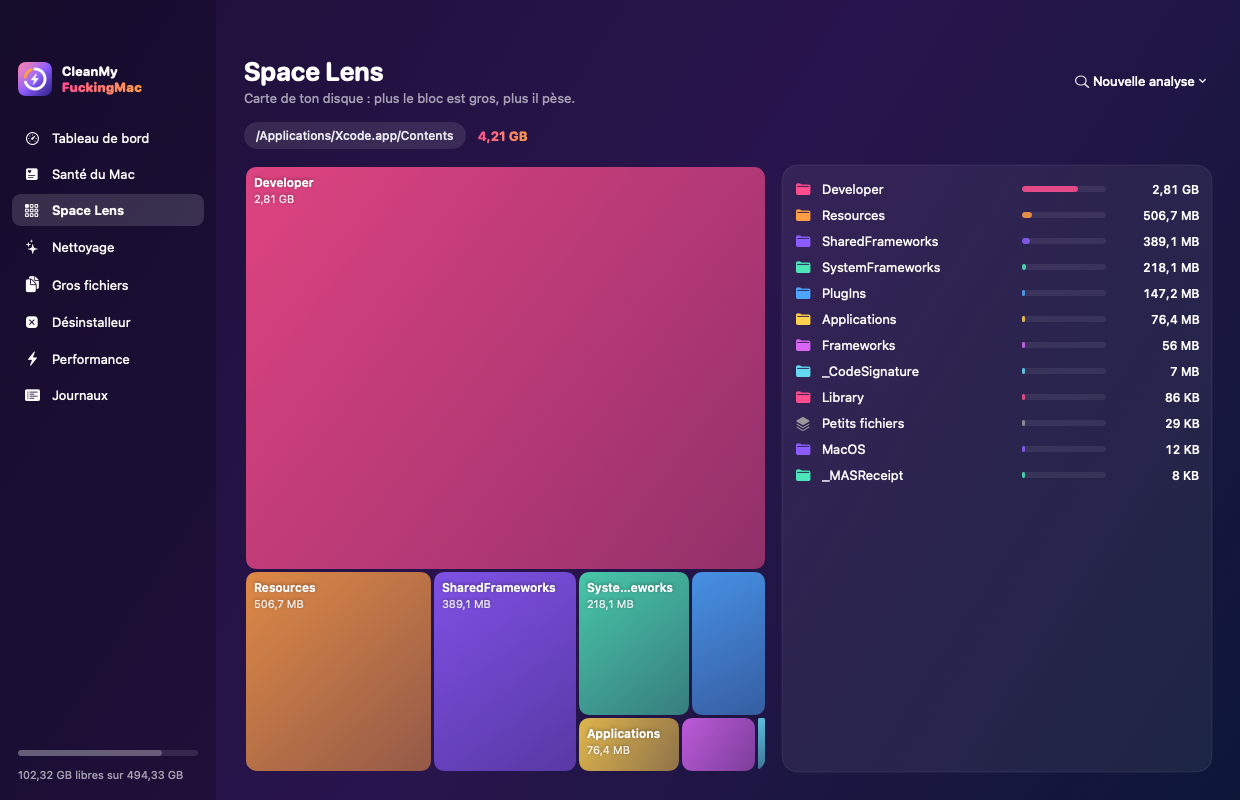 CleanMy
FuckingMac
Tableau de bord
Santé du Mac
Space Lens
Nettoyage
Gros fichiers
Désinstalleur
Performance
Journaux
102,32 GB libres sur 494,33 GB
Space Lens
Carte de ton disque : plus le bloc est gros, plus il pèse.
Nouvelle analyse
/Applications/Xcode.app/Contents 4,21 GB
Developer
2,81 GB
Resources
506,7 MB
SharedFrameworks
389,1 MB
Syste...eworks
218,1 MB
Applications
76,4 MB
Developer 2,81 GB
Resources 506,7 MB
SharedFrameworks 389,1 MB
SystemFrameworks 218,1 MB
PlugIns 147,2 MB
Applications 76,4 MB
Frameworks 56 MB
_CodeSignature 7 MB
Library 86 KB
Petits fichiers 29 KB
MacOS 12 KB
_MASReceipt 8 KB